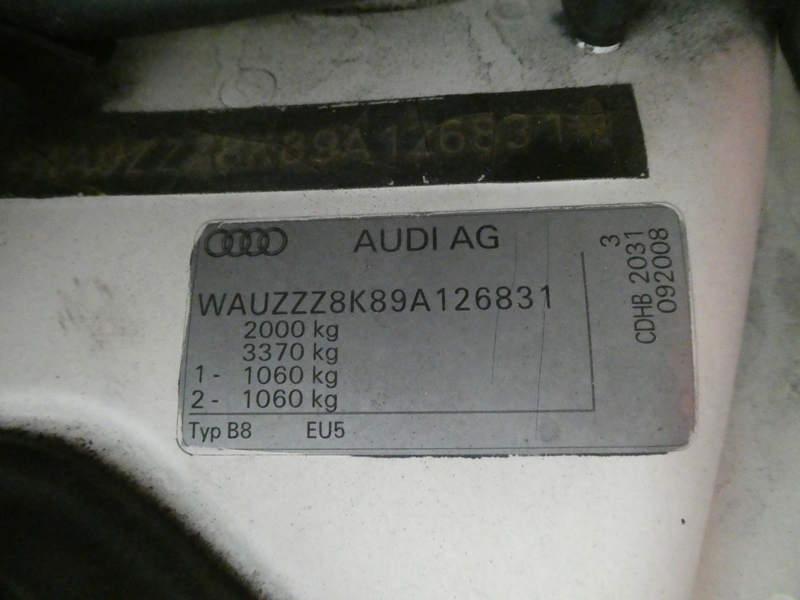 WAUZZZ8K89A126831
AUDI AG
WAUZZZ8K89A126831
2000 kg
3370 kg
1 - 1060 kg
2 - 1060 kg
Typ B8 EU5
3
CDHB 2031
092008